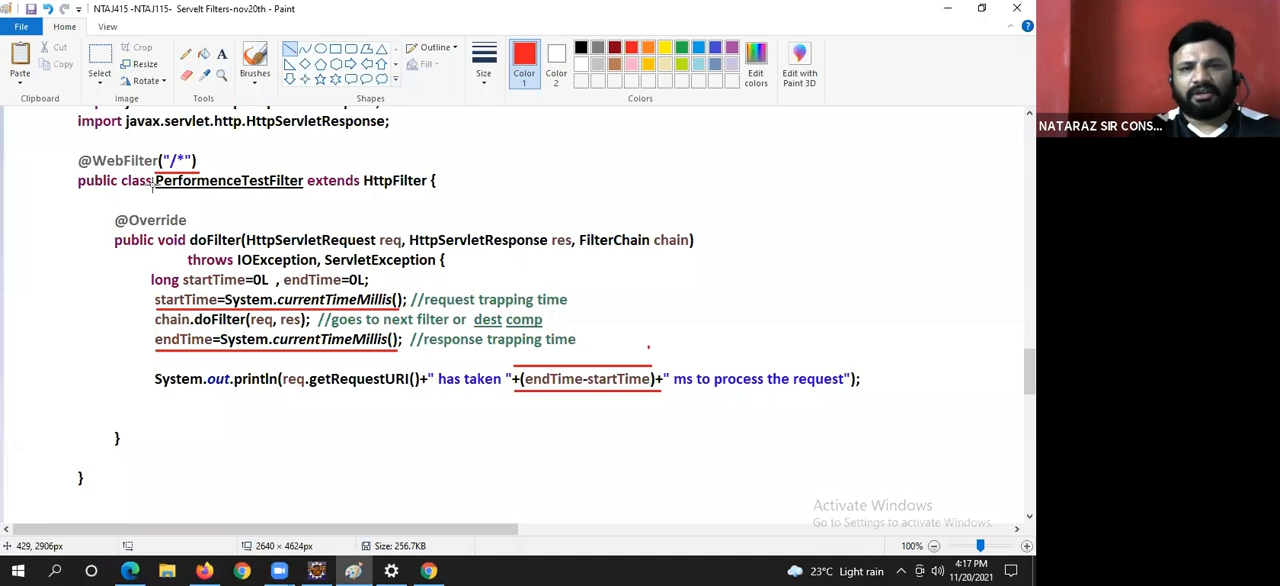 NTAJ415 -NTAJ115- Servelt Filters-nov20th - Paint
File Home View
Paste
Cut
Copy
Clipboard
Select
Crop
Resize
Rotate
Image
A
Tools
Brushes
Shapes
Outline
Fill
Size
Color 1
Color 2
Edit colors
Colors
Edit with Paint 3D
import javax.servlet.http.HttpServletResponse;
@WebFilter("/*")
public class PerformenceTestFilter extends HttpFilter {
@Override
public void doFilter(HttpServletRequest req, HttpServletResponse res, FilterChain chain)
throws IOException, ServletException {
long startTime=0L , endTime=0L;
startTime=System.currentTimeMillis(); //request trapping time
chain.doFilter(req, res); //goes to next filter or dest comp
endTime=System.currentTimeMillis(); //response trapping time
System.out.println(req.getRequestURI()+" has taken "+(endTime-startTime)+" ms to process the request");
}
}
NATARAZ SIR CONS...
Activate Windows
Go to Settings to activate Windows.
429, 2906px
2640 × 4624px
Size: 256.7KB
100%
23°C Light rain
4:17 PM
11/20/2021